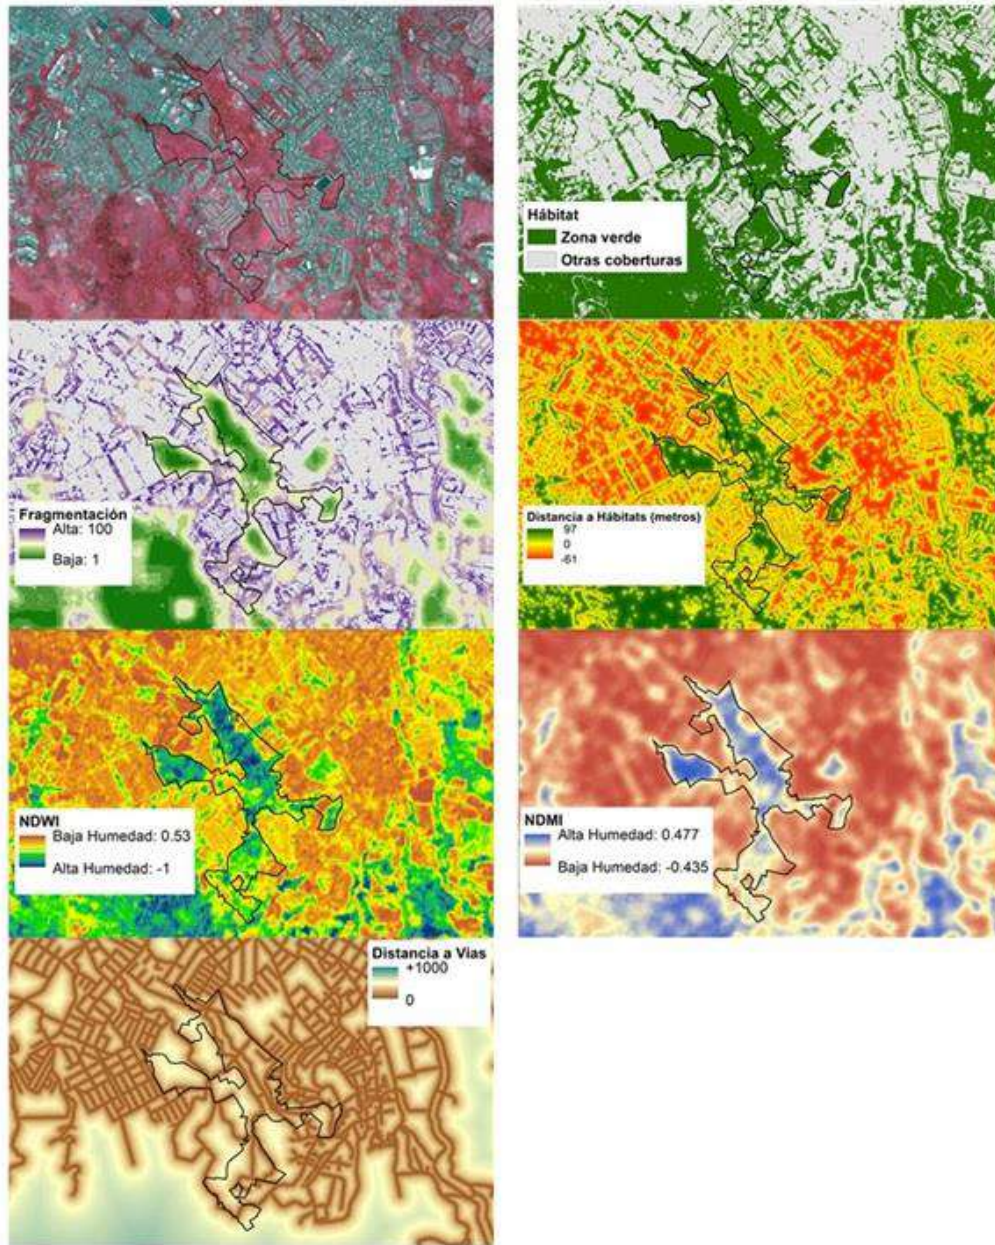 Hábitat
Zona verde
Otras coberturas
Fragmentación
Alta: 100
Baja: 1
Distancia a Hábitats (metros)
97
0
-61
NDWI
Baja Humedad: 0.53
Alta Humedad: -1
NDMI
Alta Humedad: 0.477
Baja Humedad: -0.435
Distancia a Vias
+1000
0